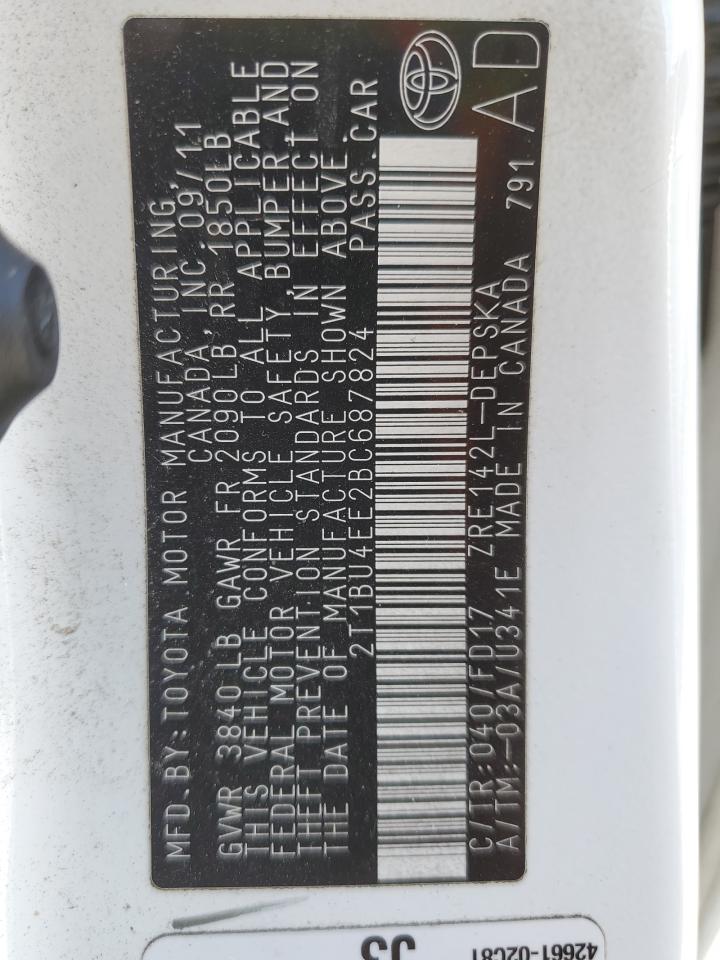 MFD.BY:TOYOTA MOTOR MANUFACTURING,
CANADA, INC. 09/11
GVWR 3840 LB GAWR FR 2090LB, RR 1850LB
THIS VEHICLE CONFORMS TO ALL APPLICABLE
FEDERAL MOTOR VEHICLE SAFETY, BUMPER,AND
THEFT PREVENTION STANDARDS IN EFFECT ON
THE DATE OF MANUFACTURE SHOWN ABOVE.
2T1BU4EE2BC687824 PASS.CAR
C/TR:040/FD17 ZRE142L-DEPSKA
A/TM:-03A/U341E MADE IN CANADA 791
AD
42661-02C81